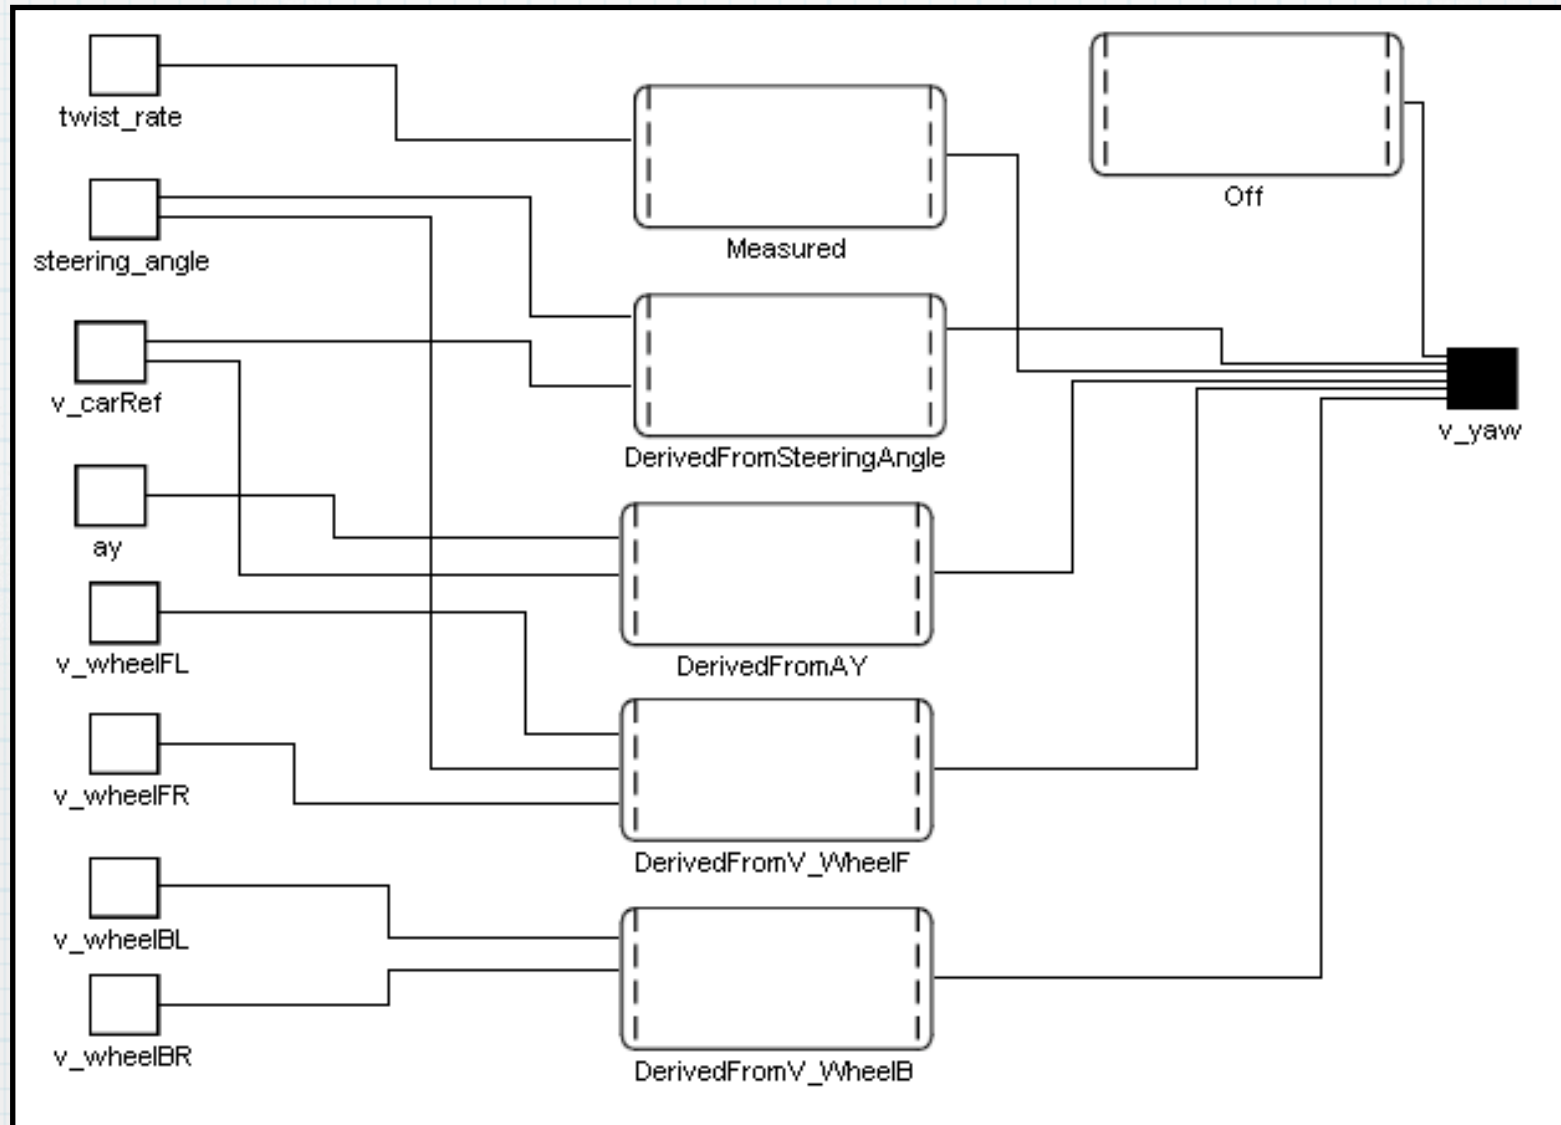 twist_rate
Off
Measured
steering_angle
v_carRef
v_yaw
DerivedFromSteeringAngle
ay
v_wheelFL
DerivedFromAY
v_wheelFR
DerivedFromV_WheelF
v_wheelBL
v_wheelBR
DerivedFromV_WheelB